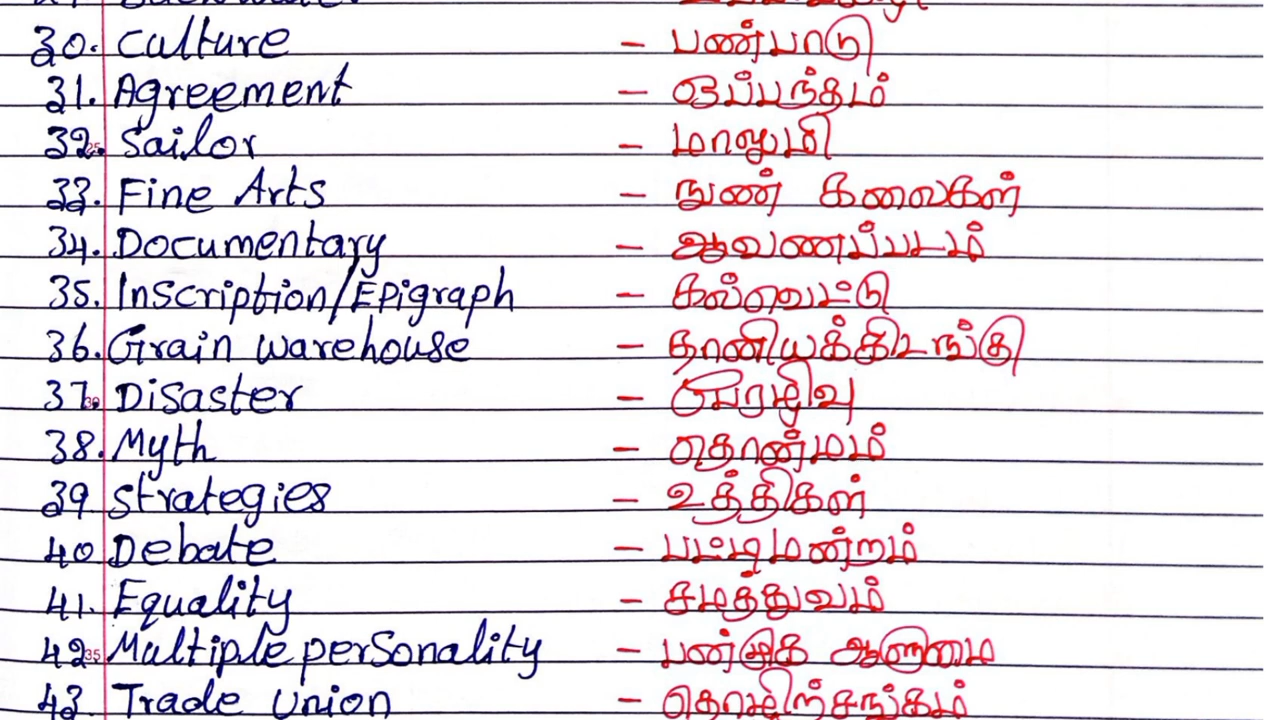 30. Culture - பண்பாடு
31. Agreement - ஒப்பந்தம்
32. Sailor - மாலுமி
33. Fine Arts - நுண் கலைகள்
34. Documentary - ஆவணப்படம்
35. Inscription/Epigraph - கல்வெட்டு
36. Grain warehouse - தானியக்கிடங்கு
37. Disaster - பேரழிவு
38. Myth - தொன்மம்
39 Strategies - உத்திகள்
40 Debate - பட்டிமன்றம்
41. Equality - சமத்துவம்
42 Multiple personality - ஆளுமை
43 Trade Union - தொழிற்சங்கம்